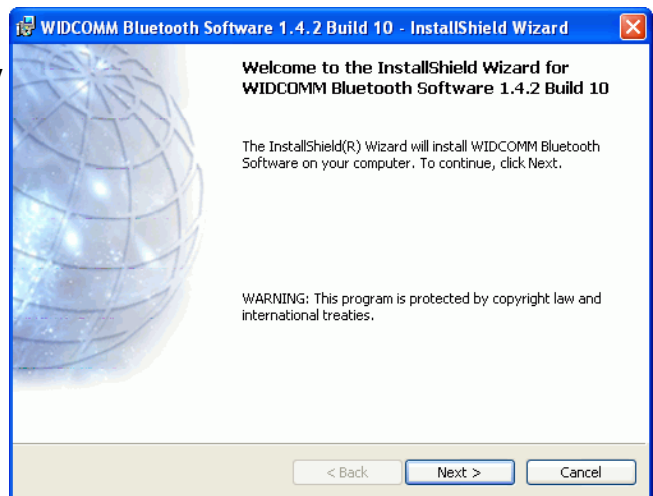 WIDCOMM Bluetooth Software 1.4.2 Build 10 - InstallShield Wizard
Welcome to the InstallShield Wizard for
WIDCOMM Bluetooth Software 1.4.2 Build 10
The InstallShield(R) Wizard will install WIDCOMM Bluetooth
Software on your computer. To continue, click Next.
WARNING: This program is protected by copyright law and
international treaties.
< Back
Next >
Cancel